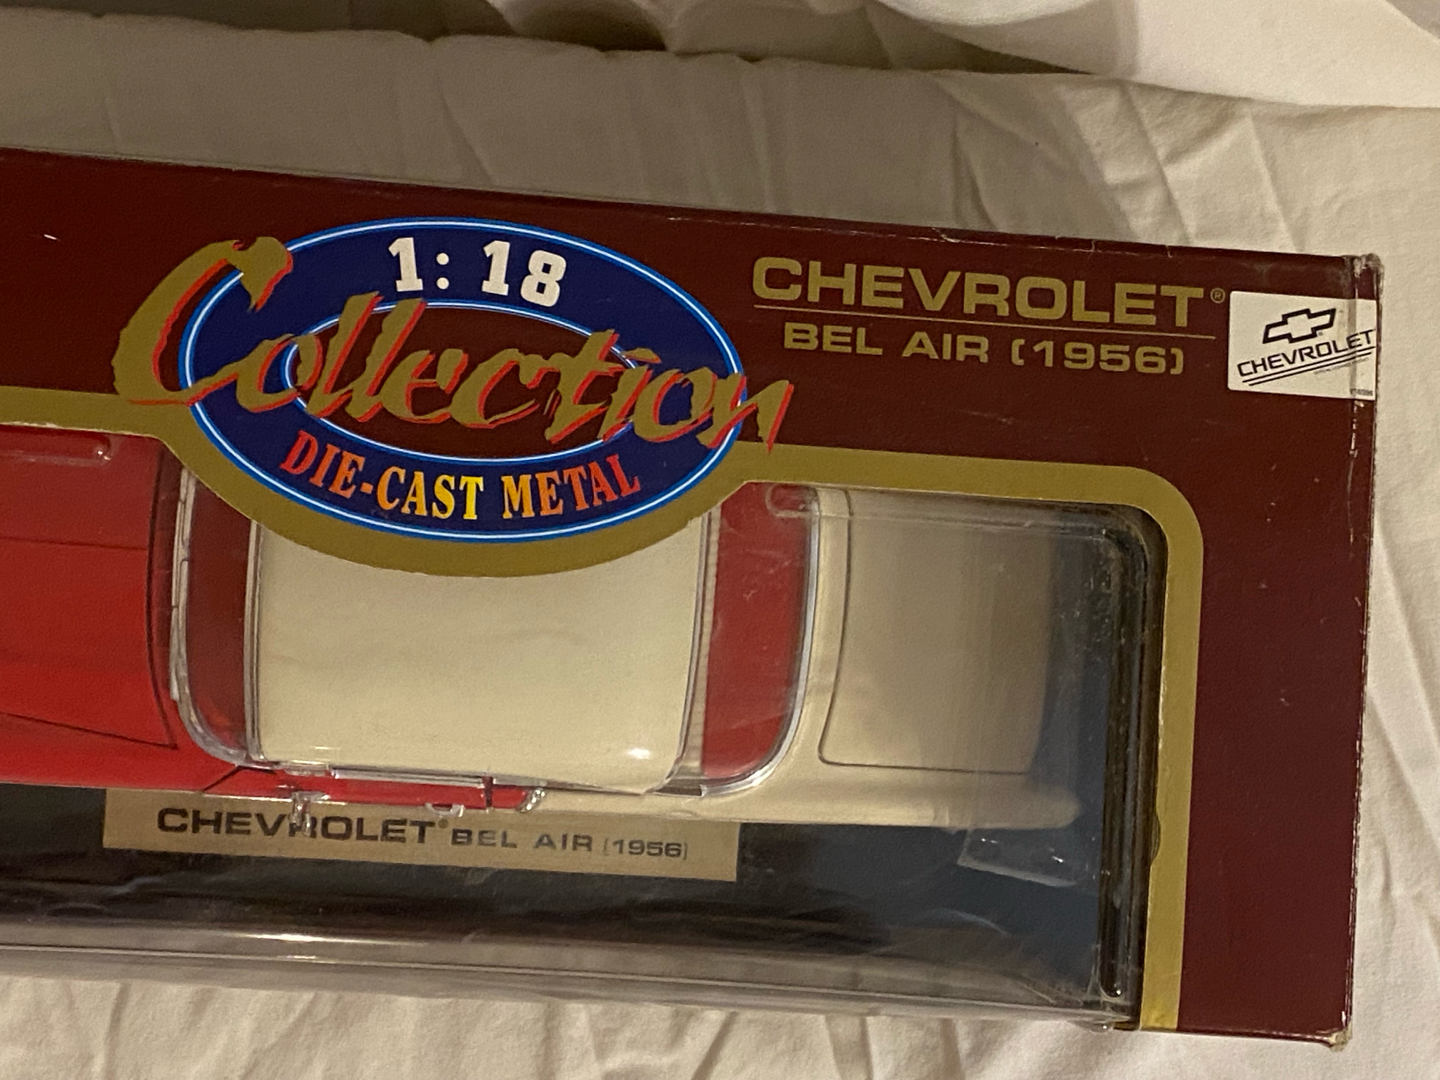 1:18
Collection
DIE-CAST METAL
CHEVROLET®
BEL AIR (1956)
CHEVROLET
CHEVROLET® BEL AIR (1956)